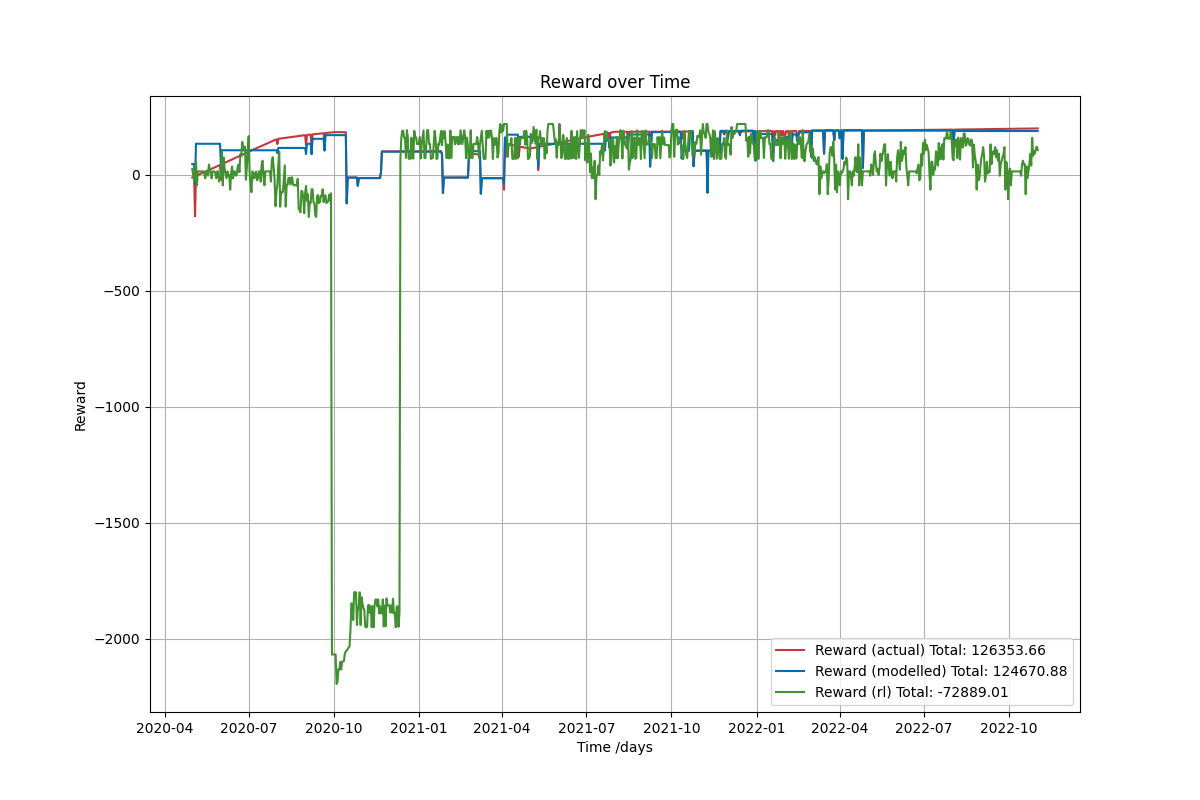 Reward over Time
Reward
0
−500
−1000
−1500
−2000
2020-04 2020-07 2020-10 2021-01 2021-04 2021-07 2021-10 2022-01 2022-04 2022-07 2022-10
Time /days
Reward (actual) Total: 126353.66
Reward (modelled) Total: 124670.88
Reward (rl) Total: -72889.01